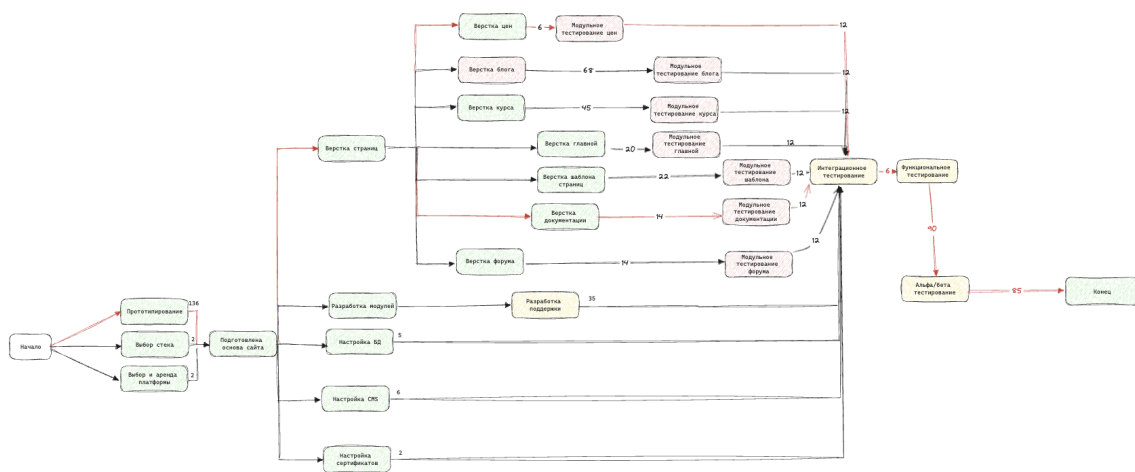 Верстка цен
6
Модульное
тестирование цен
12
Верстка блога
68
Модульное
тестирование блога
12
Верстка курса
45
Модульное
тестирование курса
12
Верстка страниц
Верстка главной
20
Модульное
тестирование
главной
12
Верстка шаблона
страниц
22
Модульное
тестирование
шаблона
12
Интеграционное
тестирование
6
Функциональное
тестирование
Верстка
документации
14
Модульное
тестирование
документации
12
90
Верстка форума
14
Модульное
тестирование
форума
12
Альфа/бета
тестирование
85
Конец
Разработка модулей
Разработка
поддержки
35
Начало
Прототипирование
136
Выбор стека
2
Выбор и аренда
платформы
2
Подготовлена
основа сайта
Настройка БД
5
Настройка CMS
6
Настройка
сертификатов
2